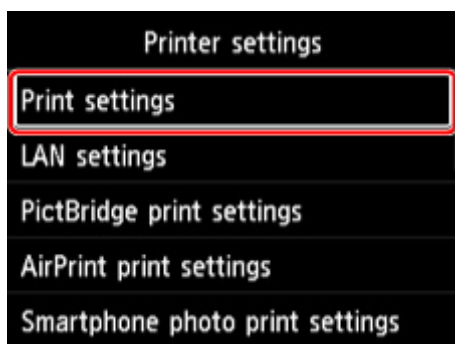 Printer settings
Print settings
LAN settings
PictBridge print settings
AirPrint print settings
Smartphone photo print settings